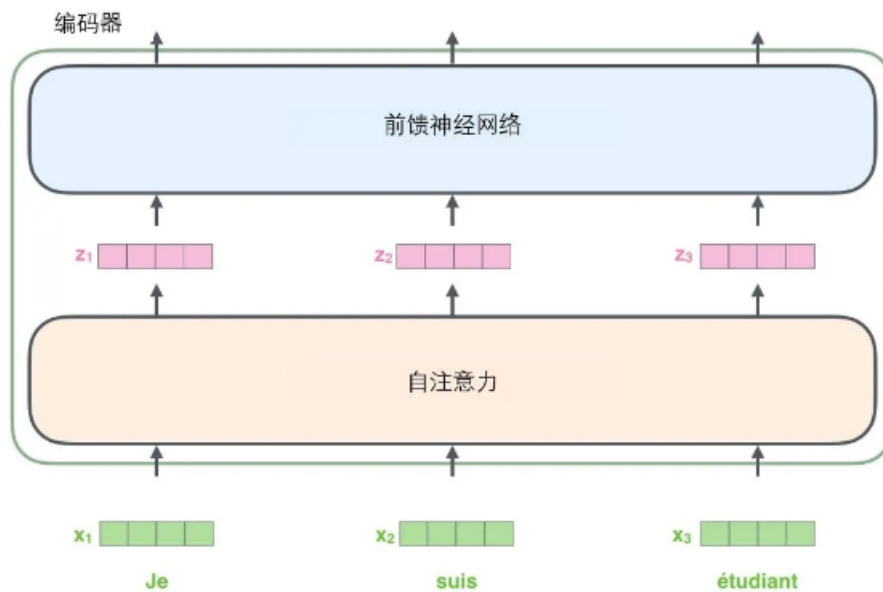 编码器
前馈神经网络
z₁ z₂ z₃
自注意力
x₁ x₂ x₃
Je suis étudiant